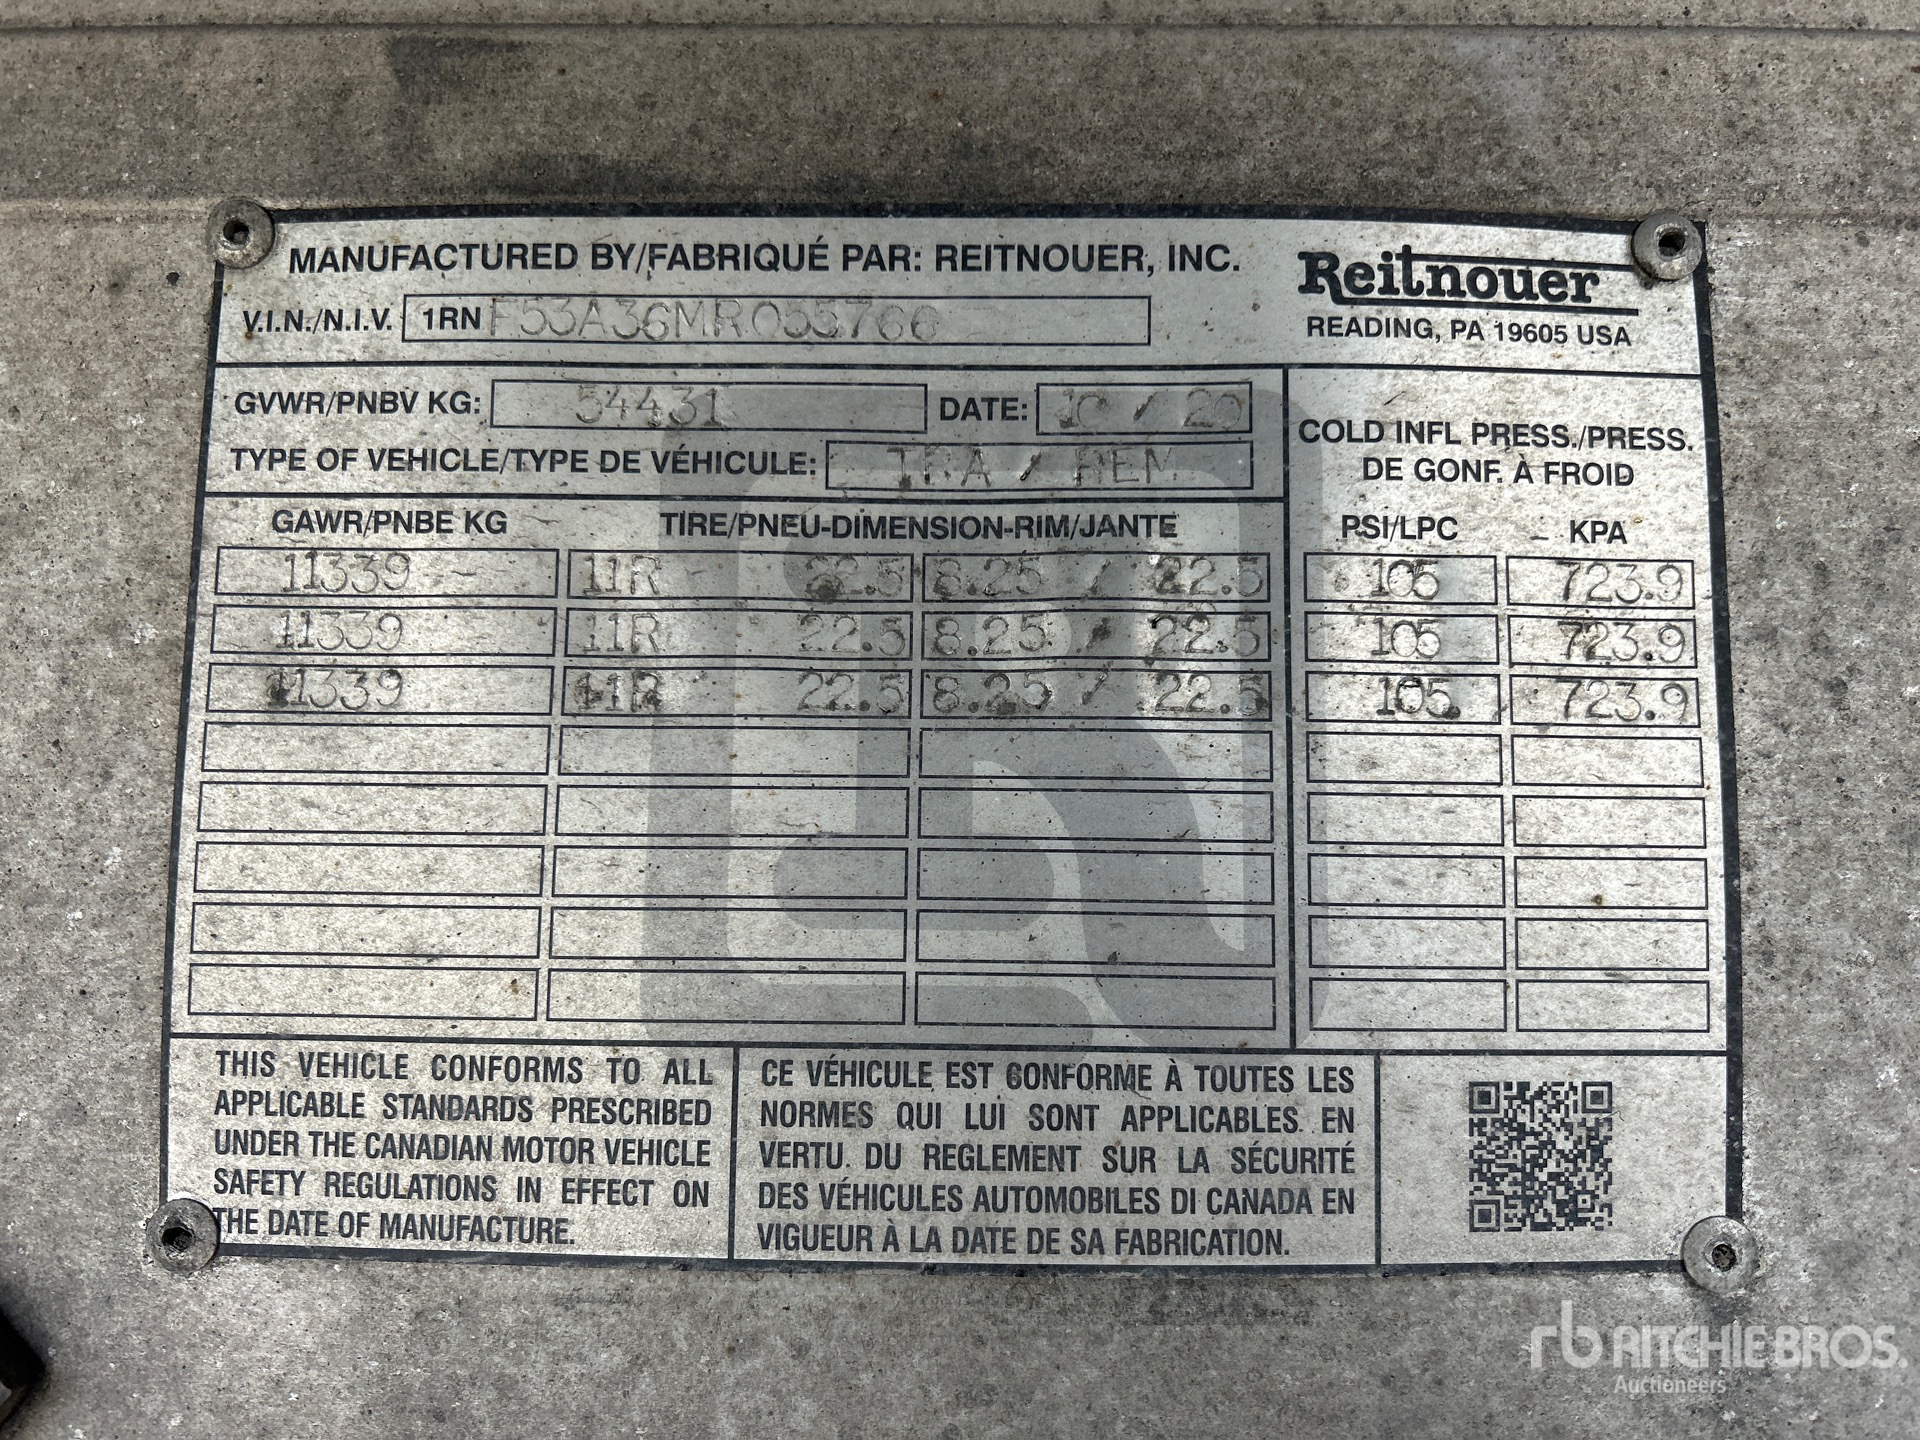 MANUFACTURED BY/FABRIQUÉ PAR: REITNOUER, INC.
Reitnouer
READING, PA 19605 USA
V.I.N./N.I.V. 1RNF53A36MR055766
GVWR/PNBV KG: 54431 DATE: 10 / 20
TYPE OF VEHICLE/TYPE DE VÉHICULE: TRA / REM
COLD INFL PRESS./PRESS.
DE GONF. À FROID
GAWR/PNBE KG TIRE/PNEU-DIMENSION-RIM/JANTE PSI/LPC KPA
11339 11R 22.5 8.25 / 22.5 105 723.9
11339 11R 22.5 8.25 / 22.5 105 723.9
11339 11R 22.5 8.25 / 22.5 105 723.9
THIS VEHICLE CONFORMS TO ALL
APPLICABLE STANDARDS PRESCRIBED
UNDER THE CANADIAN MOTOR VEHICLE
SAFETY REGULATIONS IN EFFECT ON
THE DATE OF MANUFACTURE.
CE VÉHICULE EST CONFORME À TOUTES LES
NORMES QUI LUI SONT APPLICABLES EN
VERTU DU REGLEMENT SUR LA SÉCURITÉ
DES VÉHICULES AUTOMOBILES DI CANADA EN
VIGUEUR À LA DATE DE SA FABRICATION.
rb RITCHIE BROS.
Auctioneers